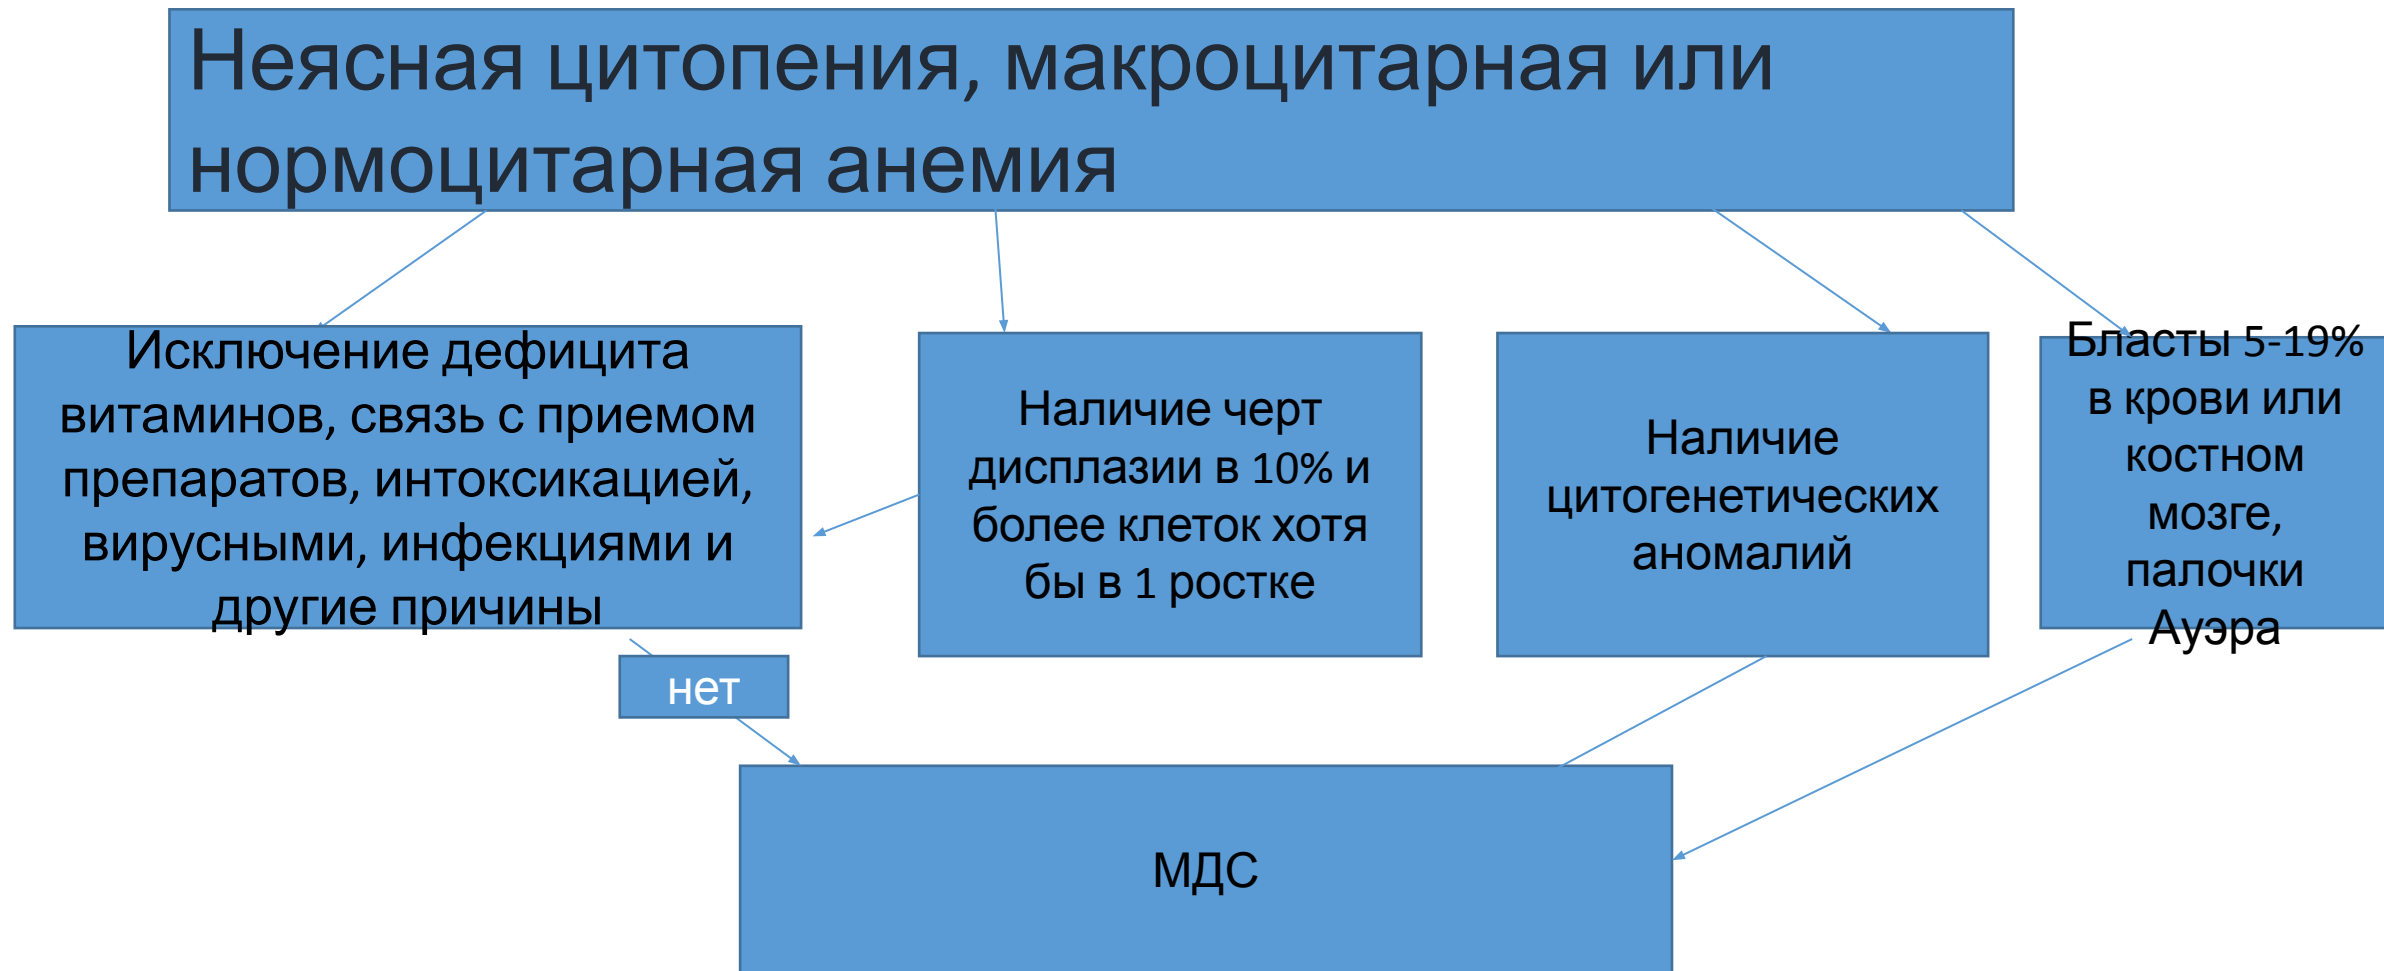 Неясная цитопения, макроцитарная или
нормоцитарная анемия
Исключение дефицита
витаминов, связь с приемом
препаратов, интоксикацией,
вирусными, инфекциями и
другие причины
Наличие черт
дисплазии в 10% и
более клеток хотя
бы в 1 ростке
Наличие
цитогенетических
аномалий
Бласты 5-19%
в крови или
костном
мозге,
палочки
Ауэра
нет
МДС